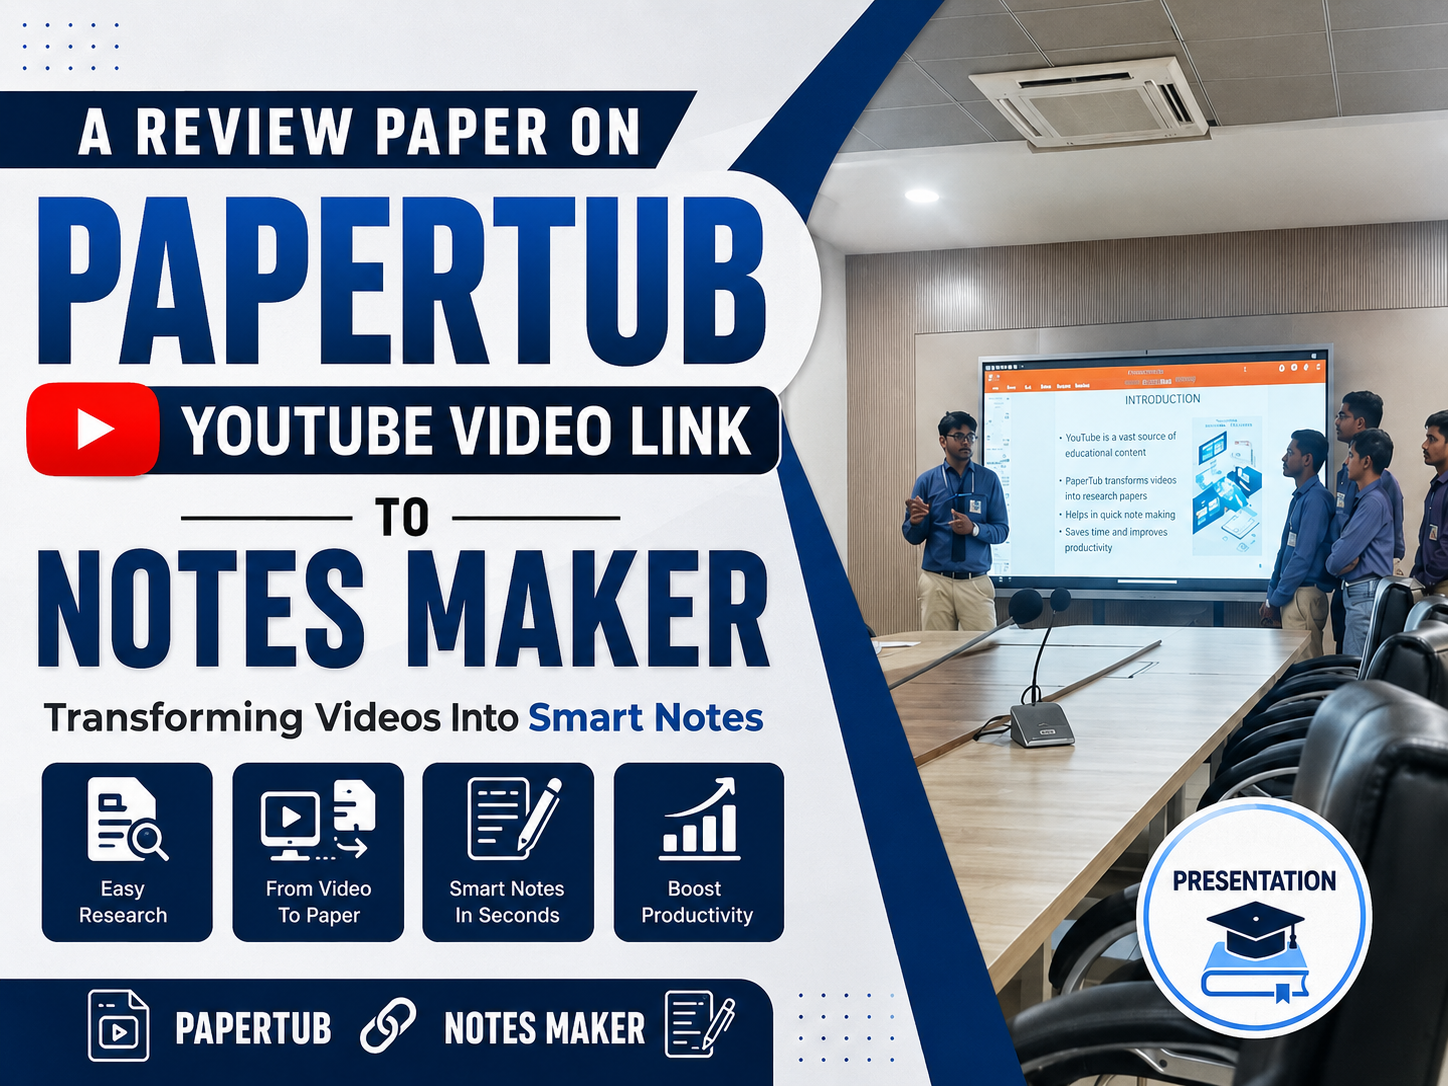 A REVIEW PAPER ON
PAPERTUB
YOUTUBE VIDEO LINK
TO
NOTES MAKER
Transforming Videos Into Smart Notes
Easy
Research
From Video
To Paper
Smart Notes
In Seconds
Boost
Productivity
PAPERTUB
NOTES MAKER
INTRODUCTION
• YouTube is a vast source of
educational content
• PaperTub transforms videos
into research papers
• Helps in quick note making
• Saves time and improves
productivity
PRESENTATION